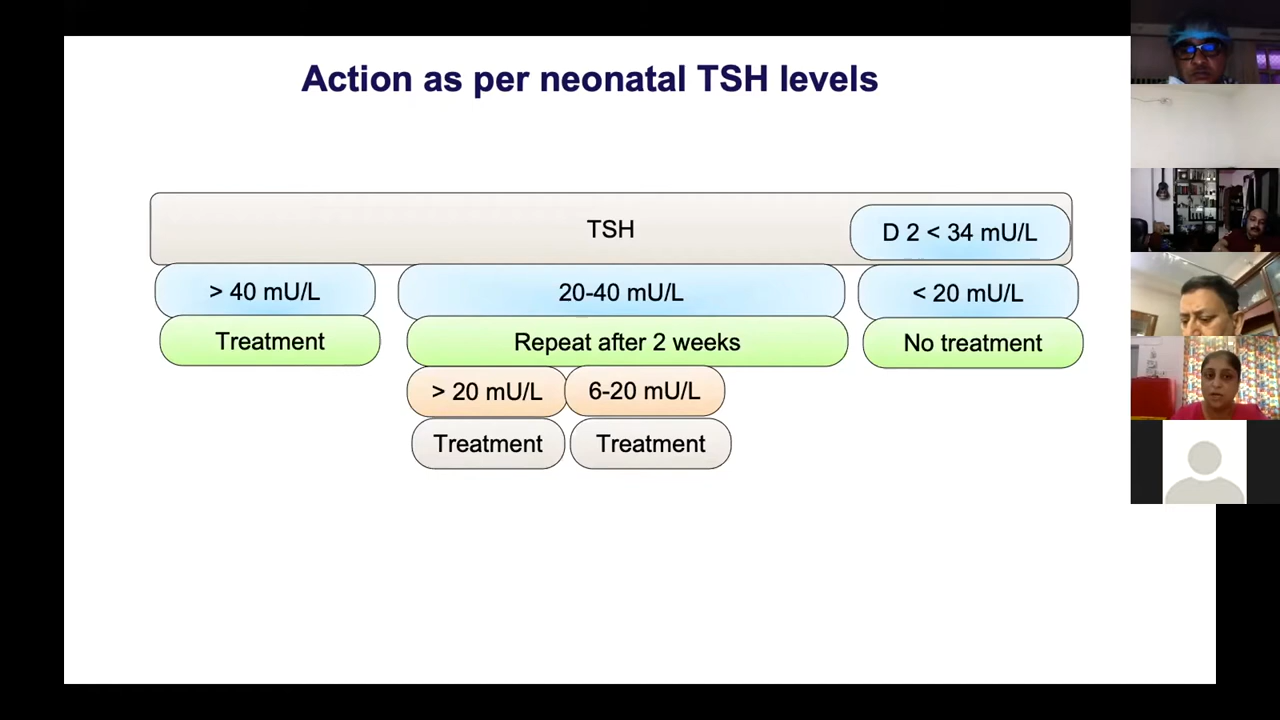 Action as per neonatal TSH levels
TSH
D 2 < 34 mU/L
> 40 mU/L
20-40 mU/L
< 20 mU/L
Treatment
Repeat after 2 weeks
No treatment
> 20 mU/L
6-20 mU/L
Treatment
Treatment